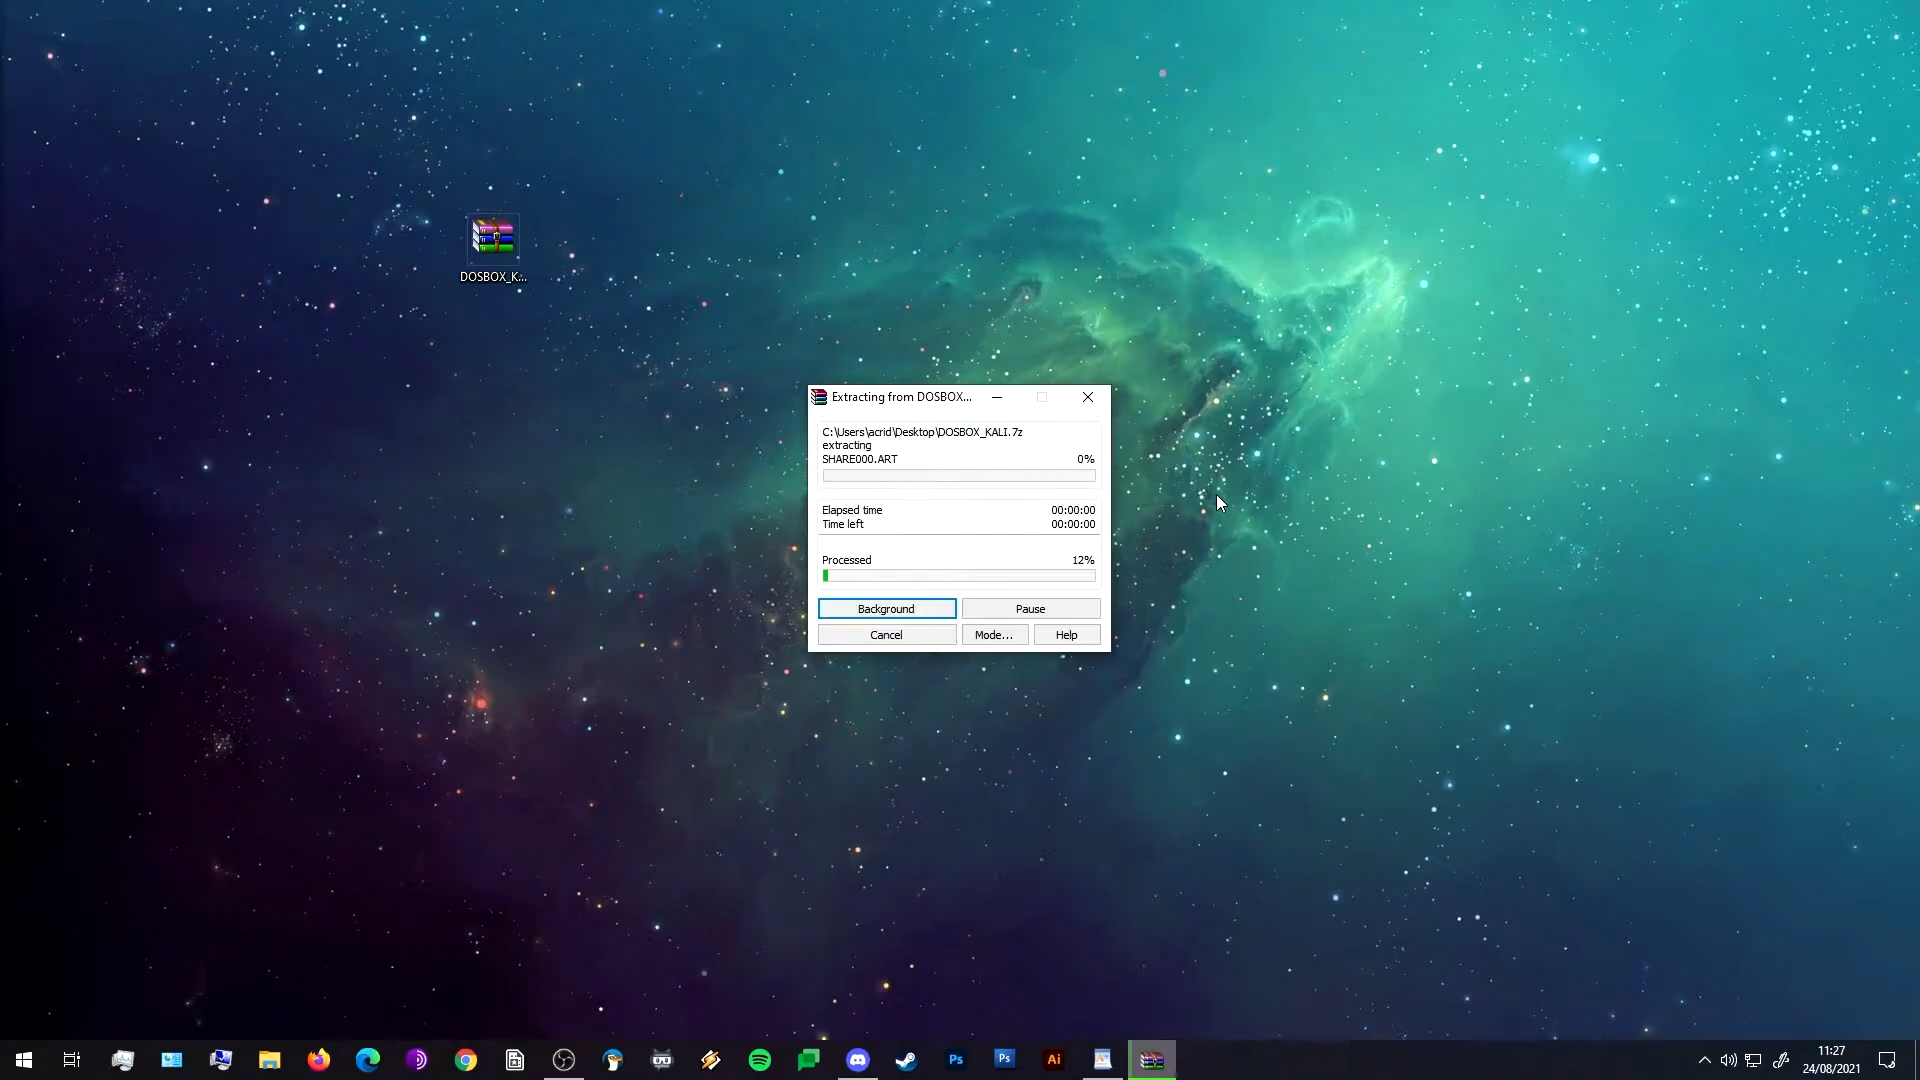 DOSBOX_K...
Extracting from DOSBOX...
C:\Users\acrid\Desktop\DOSBOX_KALI.7z
extracting
SHARE000.ART 0%
Elapsed time 00:00:00
Time left 00:00:00
Processed 12%
Background Pause
Cancel Mode... Help
Ps Ps Ai
11:27
24/08/2021